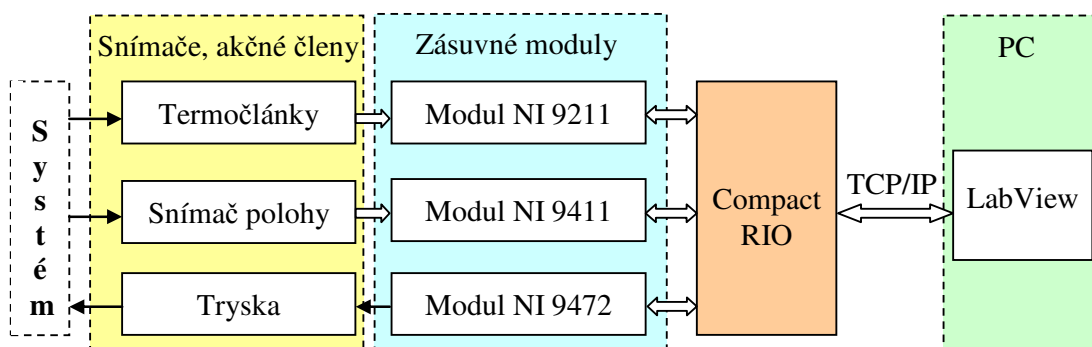 Snímače, akčné členy
Zásuvné moduly
PC
Systém
Termočlánky
Modul NI 9211
Snímač polohy
Modul NI 9411
Tryska
Modul NI 9472
Compact
RIO
TCP/IP
LabView